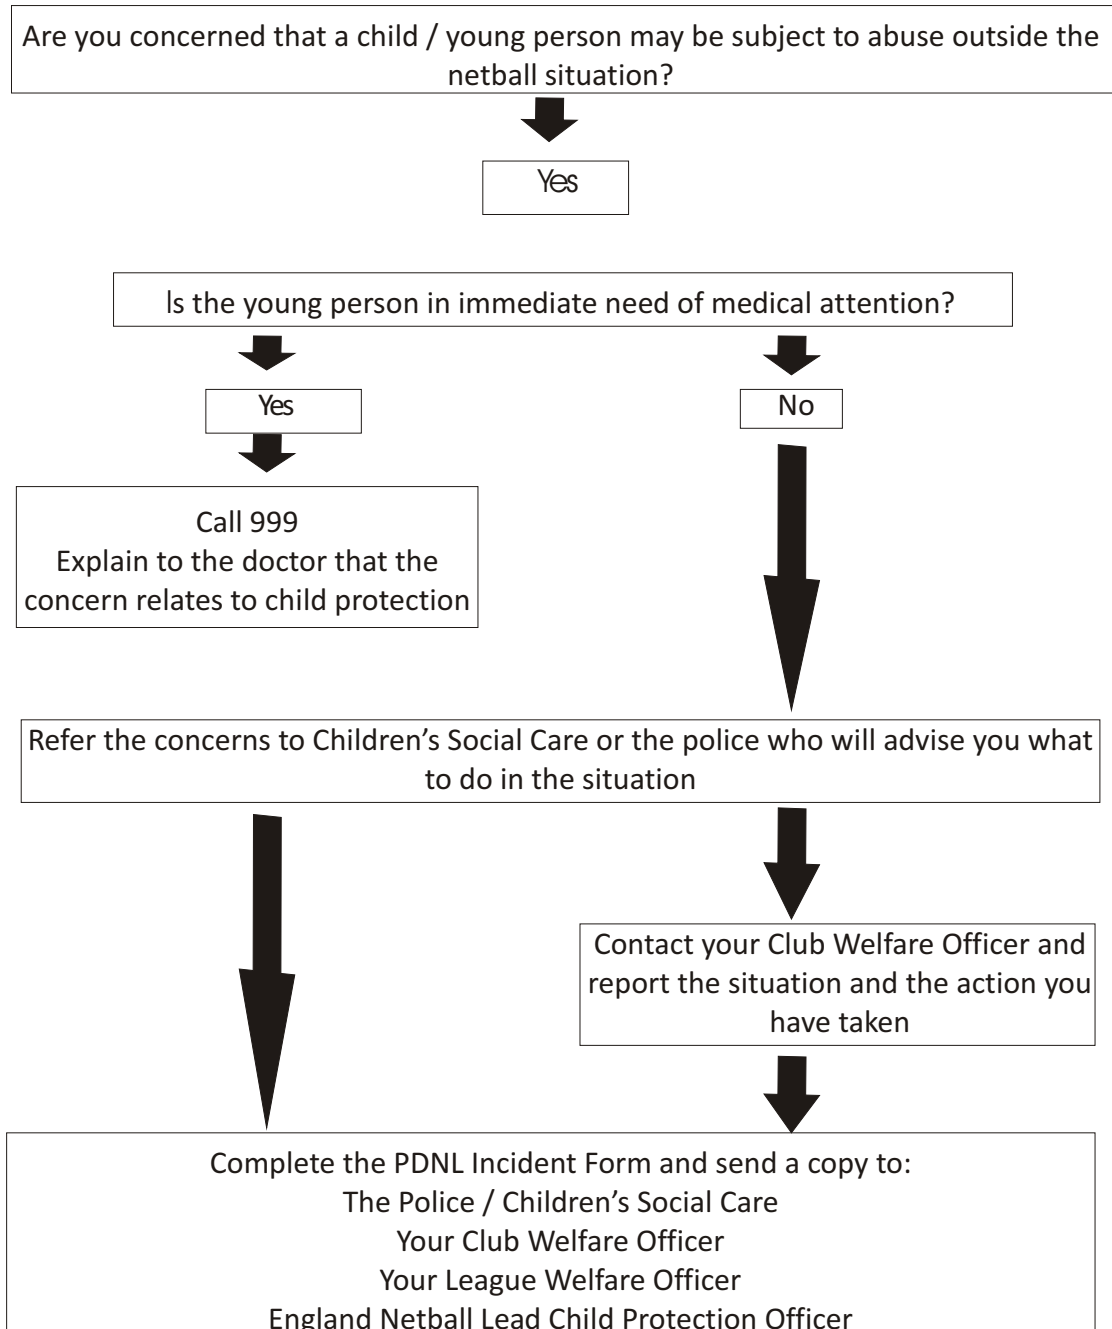 Are you concerned that a child / young person may be subject to abuse outside the
netball situation?
Yes
Is the young person in immediate need of medical attention?
Yes
No
Call 999
Explain to the doctor that the
concern relates to child protection
Refer the concerns to Children’s Social Care or the police who will advise you what
to do in the situation
Contact your Club Welfare Officer and
report the situation and the action you
have taken
Complete the PDNL Incident Form and send a copy to:
The Police / Children’s Social Care
Your Club Welfare Officer
Your League Welfare Officer
England Netball Lead Child Protection Officer